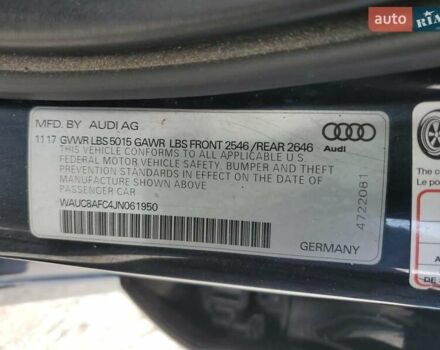 auto RIA
MFD. BY AUDI AG
11 17 GVWR LBS 5015 GAWR LBS FRONT 2546 /REAR 2646
THIS VEHICLE CONFORMS TO ALL APPLICABLE U.S.
FEDERAL MOTOR VEHICLE SAFETY, BUMPER AND THEFT
PREVENTION STANDARDS IN EFFECT ON THE DATE OF
MANUFACTURE SHOWN ABOVE
PASSENGER CAR
WAUC8AFC4JN061950
Audi
4722081
GERMANY
Le po